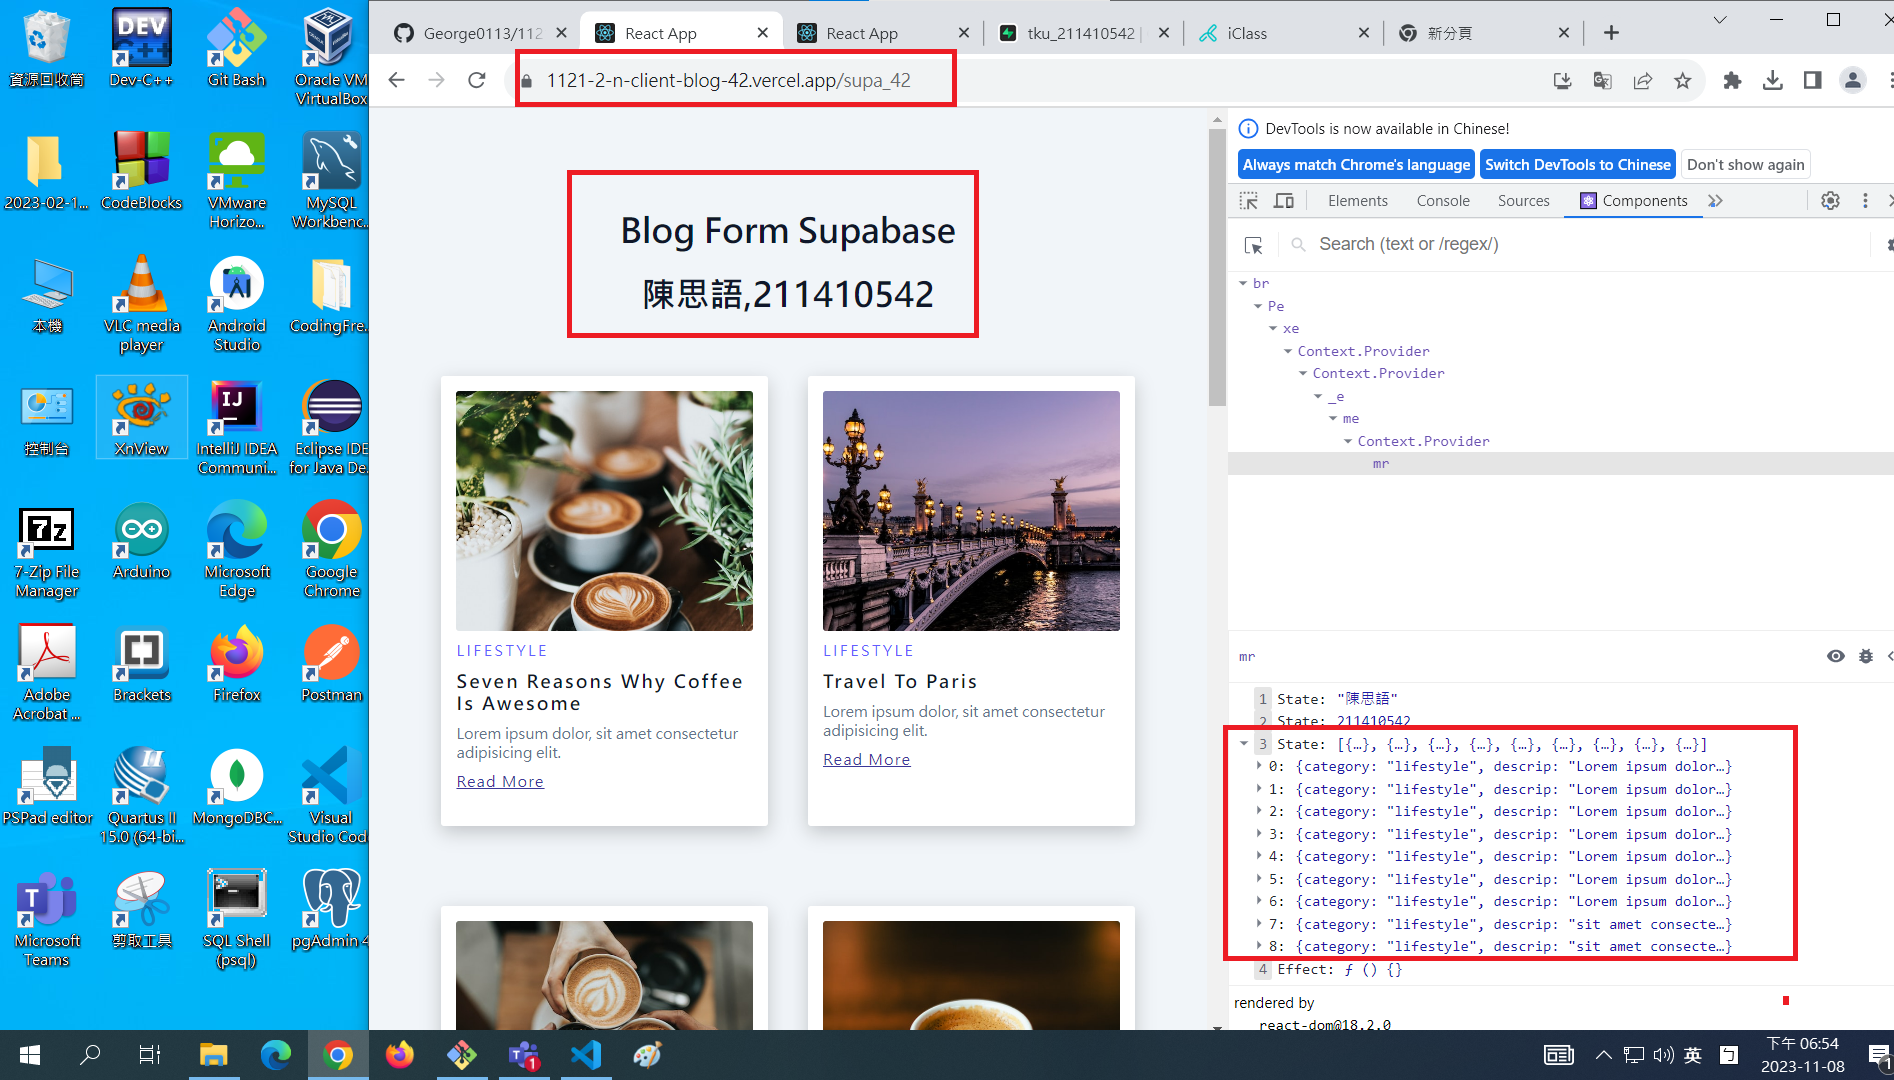 資源回收筒
Dev-C++
Git Bash
Oracle VM
VirtualBox
2023-02-1...
CodeBlocks
VMware
Horizo...
MySQL
Workbenc...
本機
VLC media
player
Android
Studio
CodingFre...
控制台
XnView
IntelliJ IDEA
Communi...
Eclipse IDE
for Java De...
7-Zip File
Manager
Arduino
Microsoft
Edge
Google
Chrome
Adobe
Acrobat ...
Brackets
Firefox
Postman
PSPad editor
Quartus II
15.0 (64-bi...
MongoDBC...
Visual
Studio Code
Microsoft
Teams
剪取工具
SQL Shell
(psql)
pgAdmin 4
George0113/112
React App
React App
tku_211410542 |
iClass
新分頁
1121-2-n-client-blog-42.vercel.app/supa_42
Blog Form Supabase
陳思語,211410542
LIFESTYLE
Seven Reasons Why Coffee
Is Awesome
Lorem ipsum dolor, sit amet consectetur
adipisicing elit.
Read More
LIFESTYLE
Travel To Paris
Lorem ipsum dolor, sit amet consectetur
adipisicing elit.
Read More
DevTools is now available in Chinese!
Always match Chrome's language
Switch DevTools to Chinese
Don't show again
Elements
Console
Sources
Components
Search (text or /regex/)
br
Pe
xe
Context.Provider
Context.Provider
_e
me
Context.Provider
mr
mr
1 State: "陳思語"
2 State: 211410542
3 State: [{…}, {…}, {…}, {…}, {…}, {…}, {…}, {…}, {…}]
0: {category: "lifestyle", descrip: "Lorem ipsum dolor…}
1: {category: "lifestyle", descrip: "Lorem ipsum dolor…}
2: {category: "lifestyle", descrip: "Lorem ipsum dolor…}
3: {category: "lifestyle", descrip: "Lorem ipsum dolor…}
4: {category: "lifestyle", descrip: "Lorem ipsum dolor…}
5: {category: "lifestyle", descrip: "Lorem ipsum dolor…}
6: {category: "lifestyle", descrip: "Lorem ipsum dolor…}
7: {category: "lifestyle", descrip: "sit amet consecte…}
8: {category: "lifestyle", descrip: "sit amet consecte…}
4 Effect: ƒ () {}
rendered by
react-dom@18.2.0
英
ㄅ
下午 06:54
2023-11-08